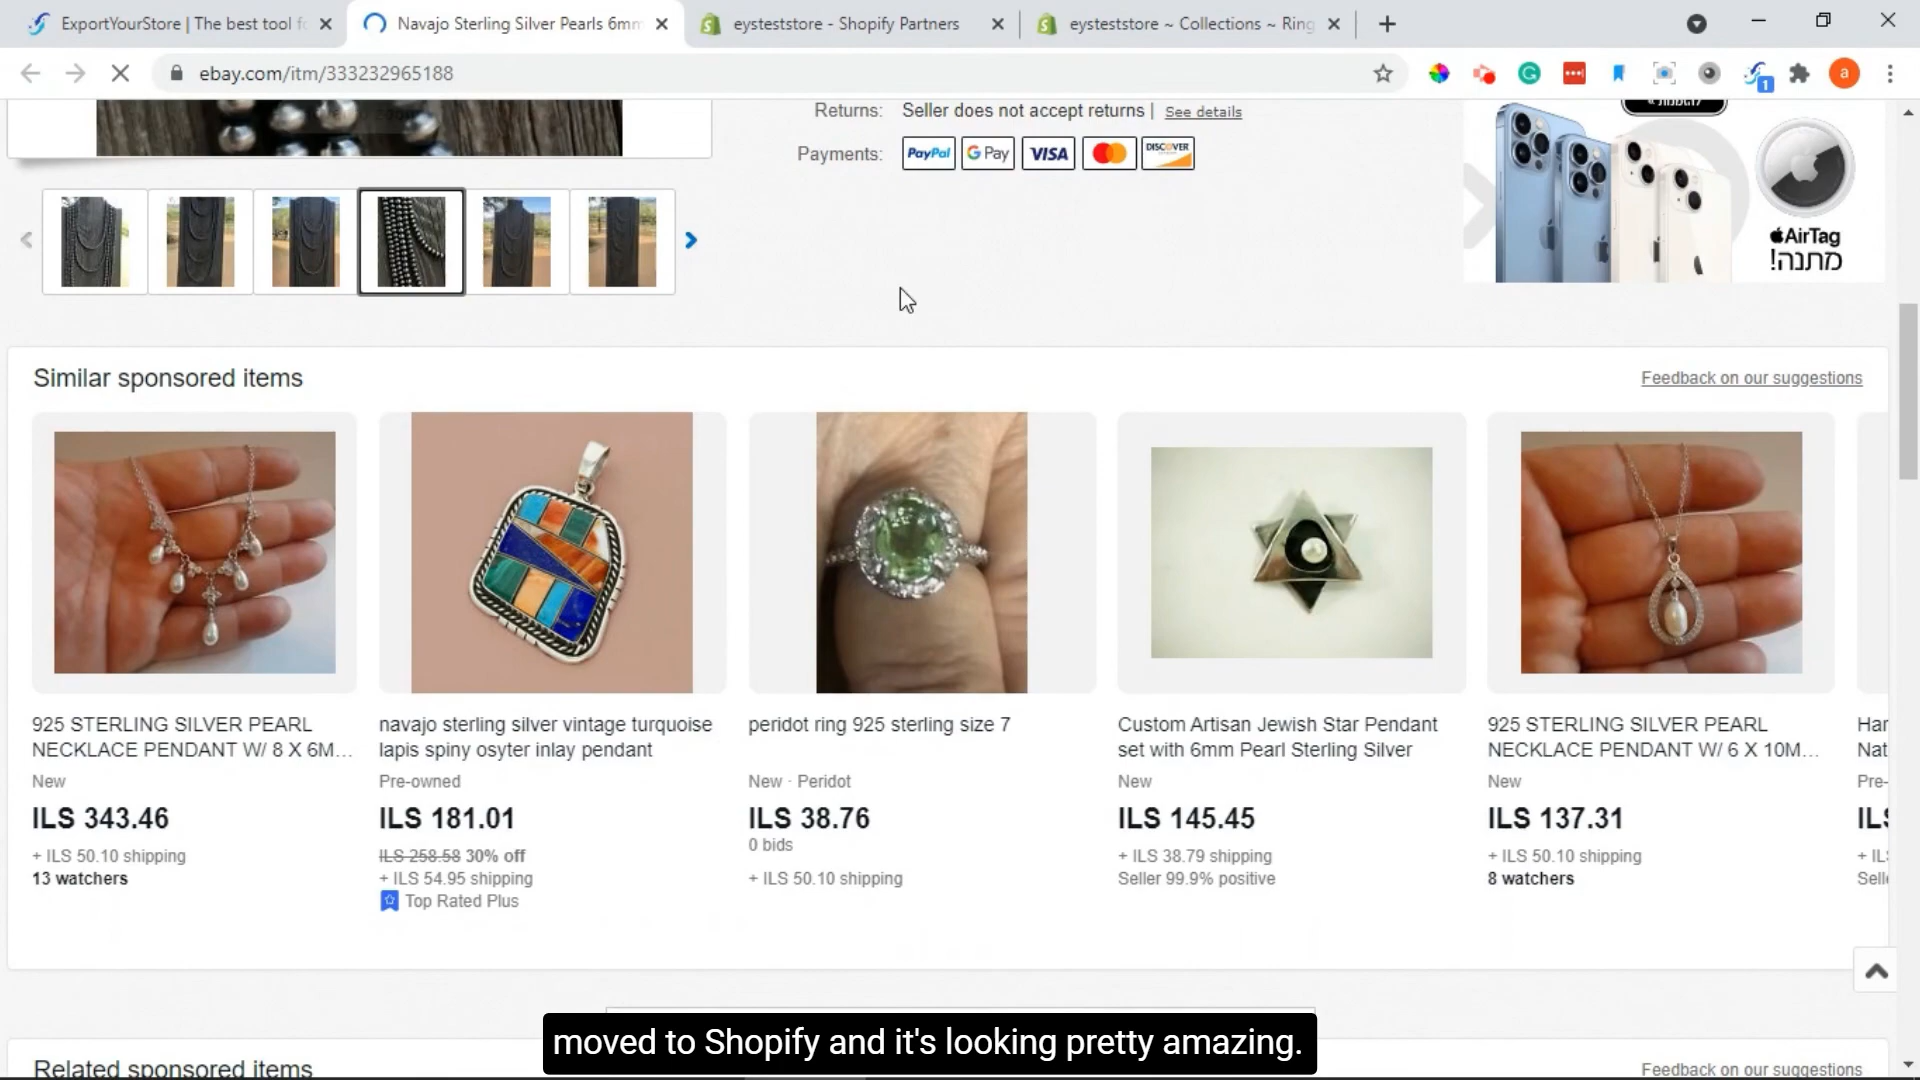 ExportYourStore | The best tool fo
Navajo Sterling Silver Pearls 6mm
eysteststore - Shopify Partners
eysteststore ~ Collections ~ Ring
ebay.com/itm/333232965188
a
1
Returns: Seller does not accept returns | See details
Payments: PayPal G Pay VISA DISCOVER
AirTag
מתנה!
Similar sponsored items
Feedback on our suggestions
925 STERLING SILVER PEARL
NECKLACE PENDANT W/ 8 X 6M...
New
ILS 343.46
+ ILS 50.10 shipping
13 watchers
navajo sterling silver vintage turquoise
lapis spiny osyter inlay pendant
Pre-owned
ILS 181.01
ILS 258.58 30% off
+ ILS 54.95 shipping
Top Rated Plus
peridot ring 925 sterling size 7
New · Peridot
ILS 38.76
0 bids
+ ILS 50.10 shipping
Custom Artisan Jewish Star Pendant
set with 6mm Pearl Sterling Silver
New
ILS 145.45
+ ILS 38.79 shipping
Seller 99.9% positive
925 STERLING SILVER PEARL
NECKLACE PENDANT W/ 6 X 10M...
New
ILS 137.31
+ ILS 50.10 shipping
8 watchers
Har
Nat
Pre-
ILS
+ IL
Selle
Related sponsored items
Feedback on our suggestions
moved to Shopify and it's looking pretty amazing.